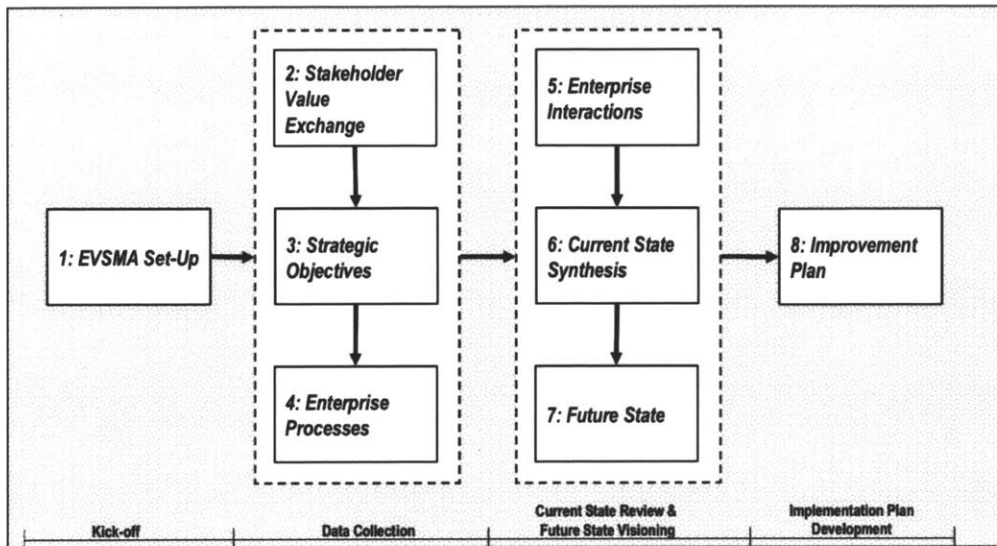 1: EVSMA Set-Up
2: Stakeholder
Value
Exchange
3: Strategic
Objectives
4: Enterprise
Processes
5: Enterprise
Interactions
6: Current State
Synthesis
7: Future State
8: Improvement
Plan
Kick-off
Data Collection
Current State Review &
Future State Visioning
Implementation Plan
Development